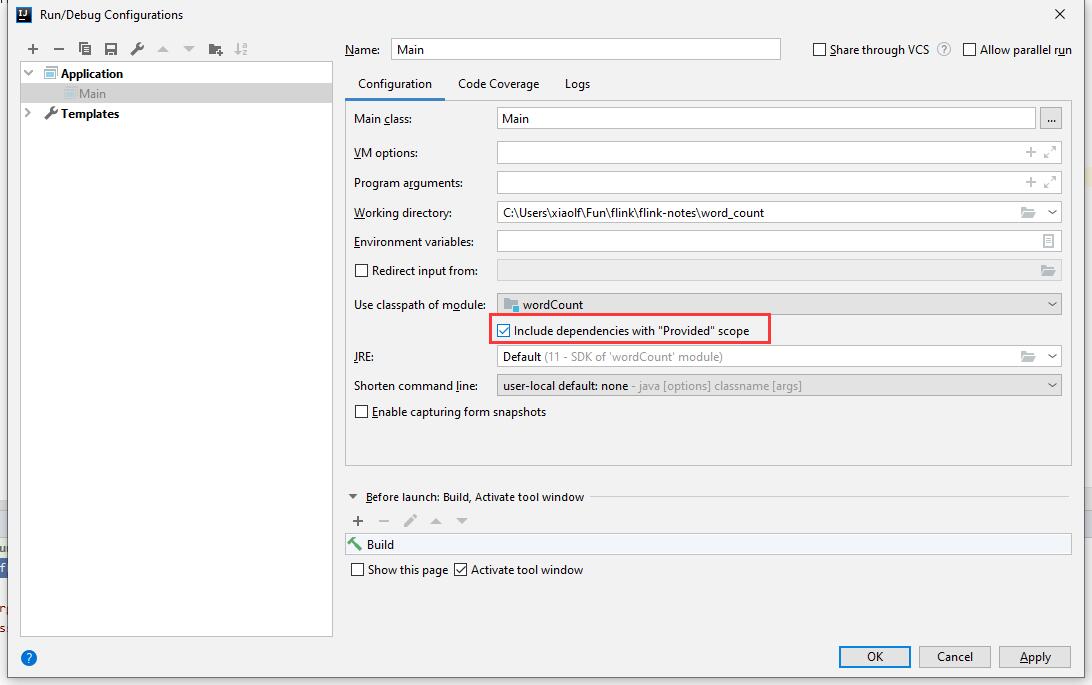 Run/Debug Configurations
Name: Main
Share through VCS ?
Allow parallel run
Application
Main
Templates
Configuration Code Coverage Logs
Main class: Main ...
VM options:
Program arguments:
Working directory: C:\Users\xiaolf\Fun\flink\flink-notes\word_count
Environment variables:
Redirect input from:
Use classpath of module: wordCount
Include dependencies with "Provided" scope
JRE: Default (11 - SDK of 'wordCount' module)
Shorten command line: user-local default: none - java [options] classname [args]
Enable capturing form snapshots
Before launch: Build, Activate tool window
Build
Show this page Activate tool window
? OK Cancel Apply